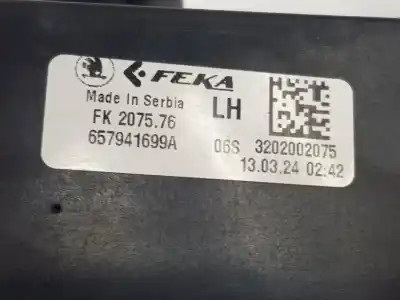 FEKA
Made In Serbia LH
FK 2075.76
657941699A 06S 3202002075
13.03.24 02:42